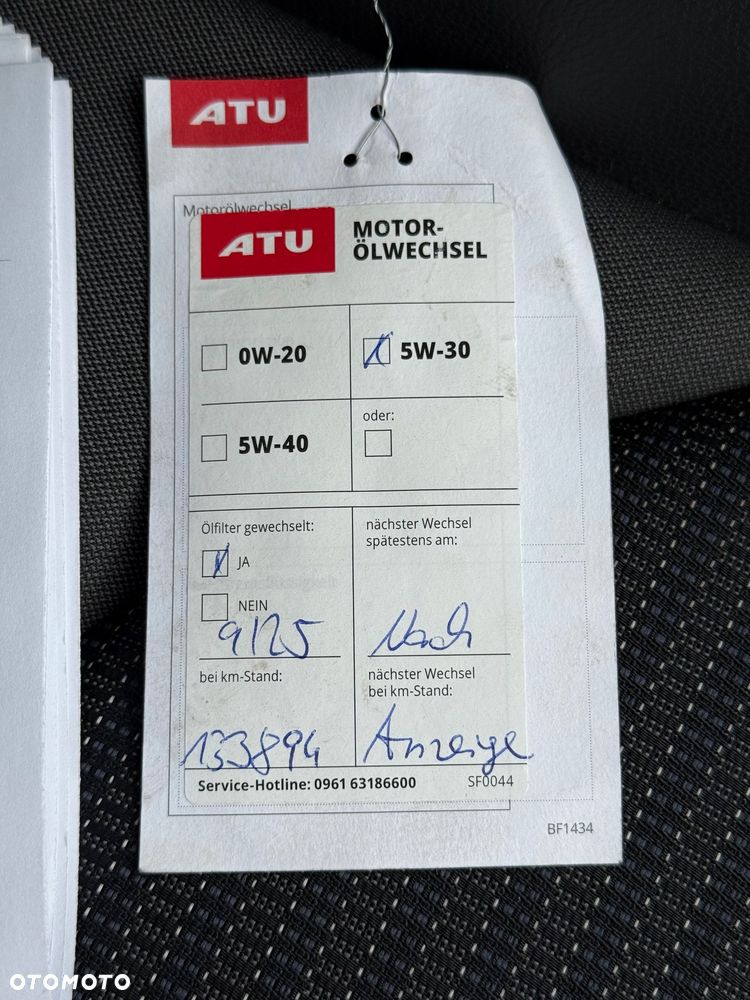 ATU
Motorölwechsel
ATU
MOTOR-
ÖLWECHSEL
0W-20
5W-30
5W-40
oder:
Ölfilter gewechselt:
JA
NEIN
9/25
nächster Wechsel
spätestens am:
Nach
bei km-Stand:
133894
nächster Wechsel
bei km-Stand:
Anzeige
Service-Hotline: 0961 63186600
SF0044
BF1434
OTOMOTO